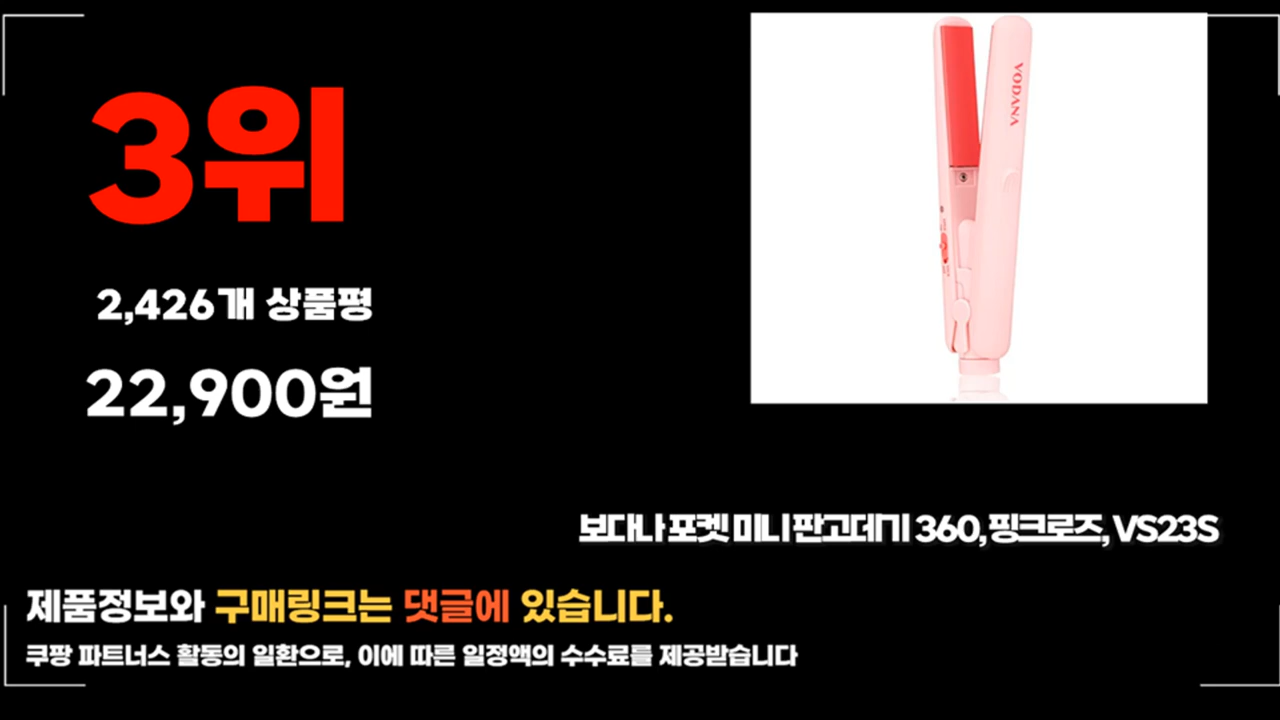 3위
2,426개 상품평
22,900원
VODANA
보다나 포켓 미니 판고데기 360, 핑크로즈, VS23S
제품정보와 구매링크는 댓글에 있습니다.
쿠팡 파트너스 활동의 일환으로, 이에 따른 일정액의 수수료를 제공받습니다